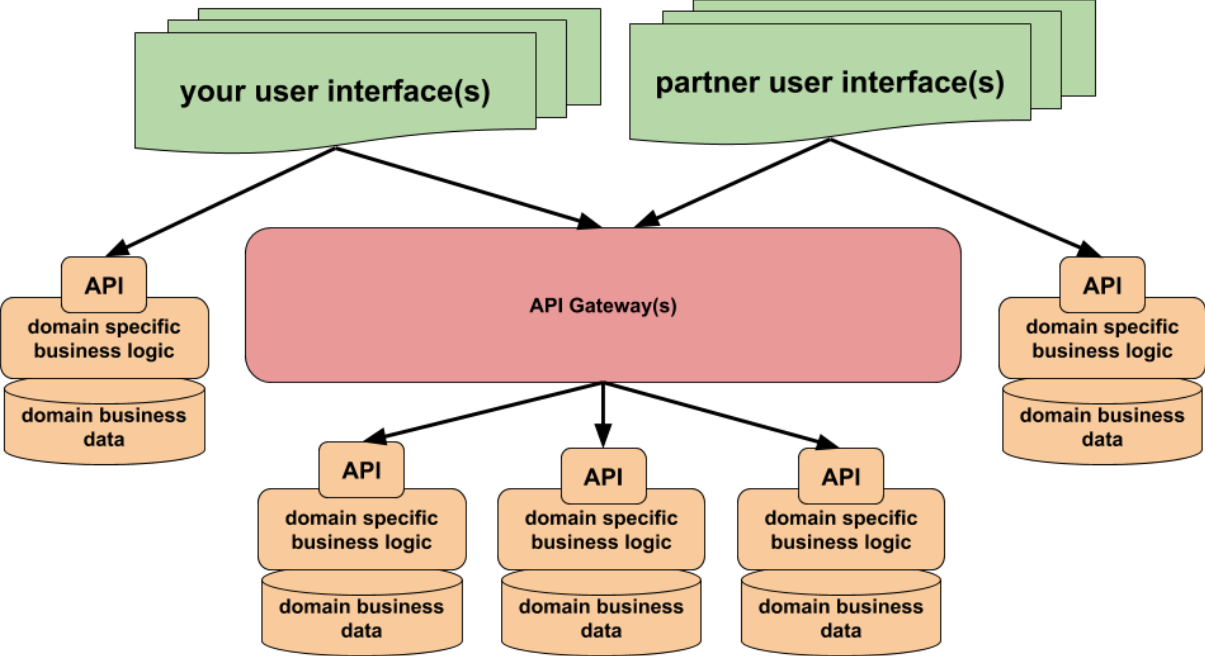 your user interface(s)
partner user interface(s)
API
domain specific
business logic
domain business
data
API Gateway(s)
API
domain specific
business logic
domain business
data
API
domain specific
business logic
domain business
data
API
domain specific
business logic
domain business
data
API
domain specific
business logic
domain business
data